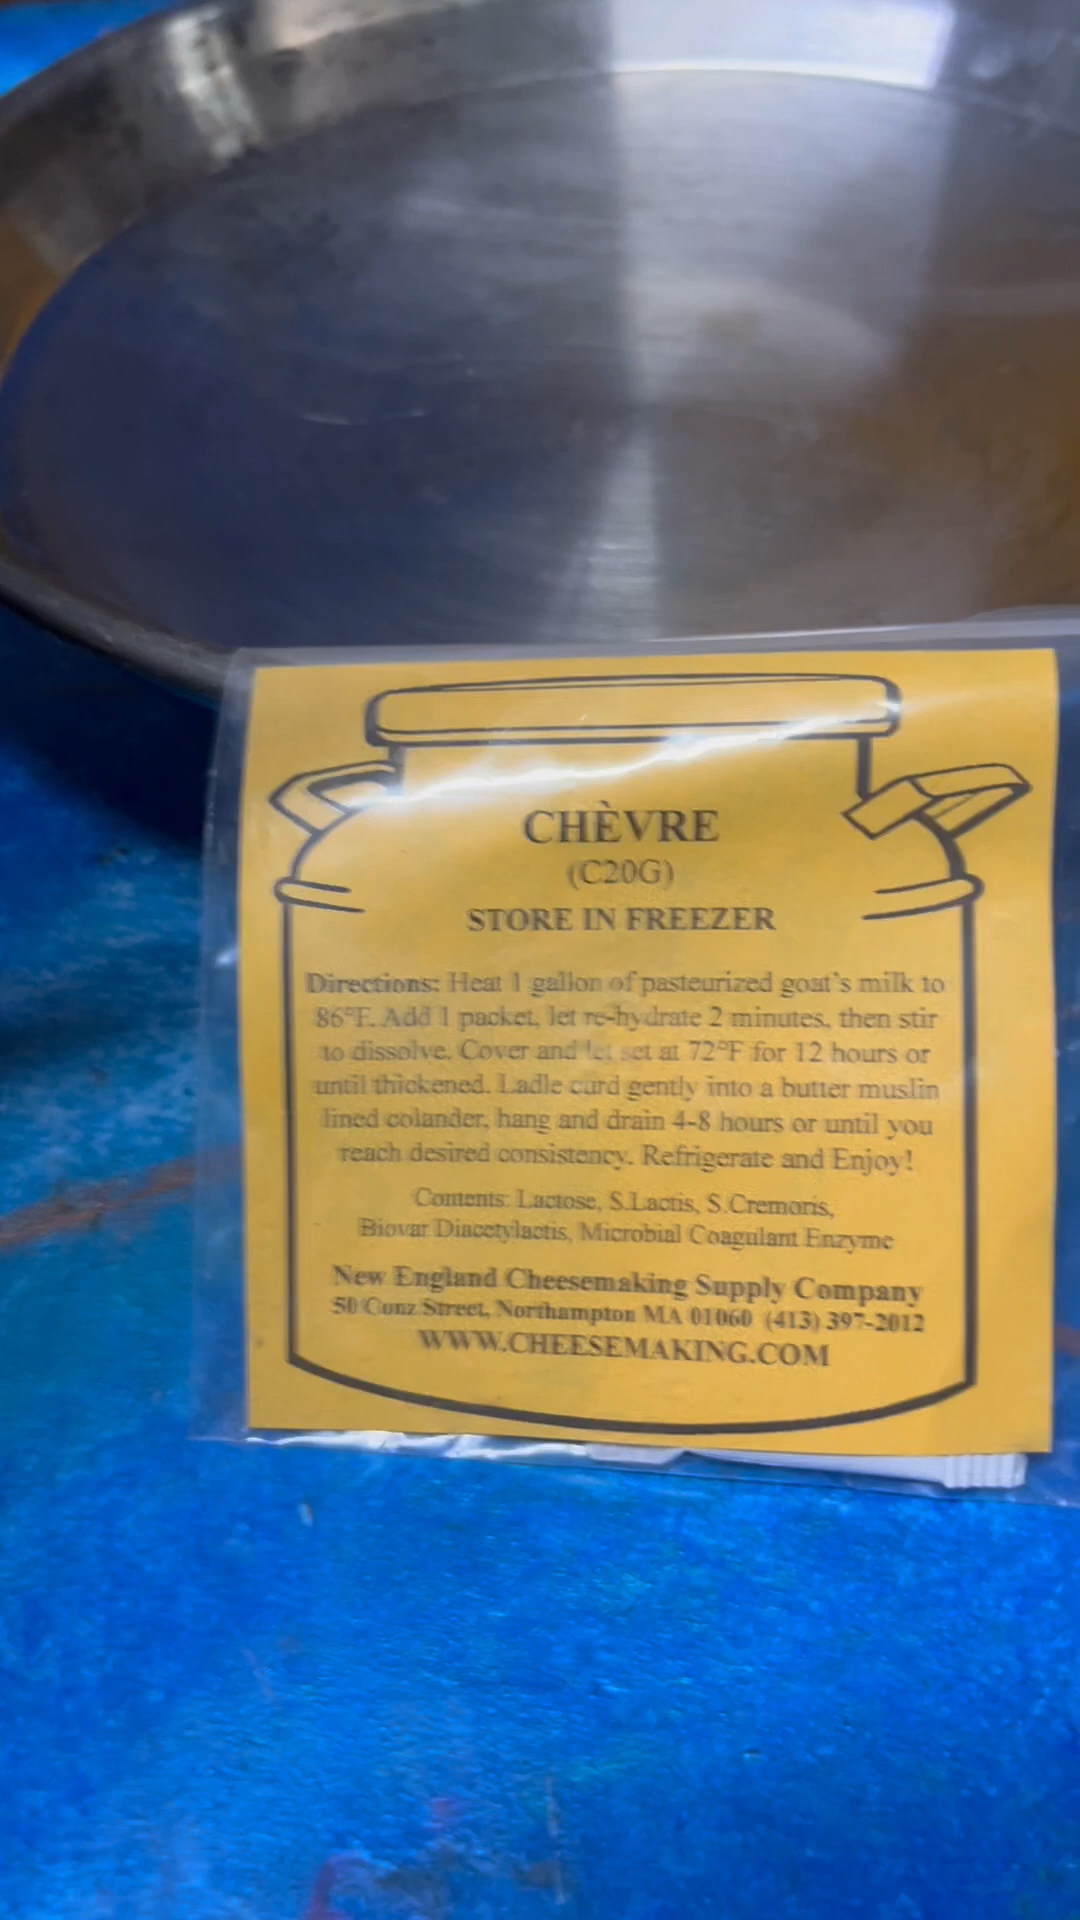 CHÈVRE
(C20G)
STORE IN FREEZER
Directions: Heat 1 gallon of pasteurized goat's milk to
86°F. Add 1 packet, let re-hydrate 2 minutes, then stir
to dissolve. Cover and let set at 72°F for 12 hours or
until thickened. Ladle curd gently into a butter muslin
lined colander, hang and drain 4-8 hours or until you
reach desired consistency. Refrigerate and Enjoy!
Contents: Lactose, S.Lactis, S.Cremoris,
Biovar Diacetylactis, Microbial Coagulant Enzyme
New England Cheesemaking Supply Company
50 Conz Street, Northampton MA 01060 (413) 397-2012
WWW.CHEESEMAKING.COM